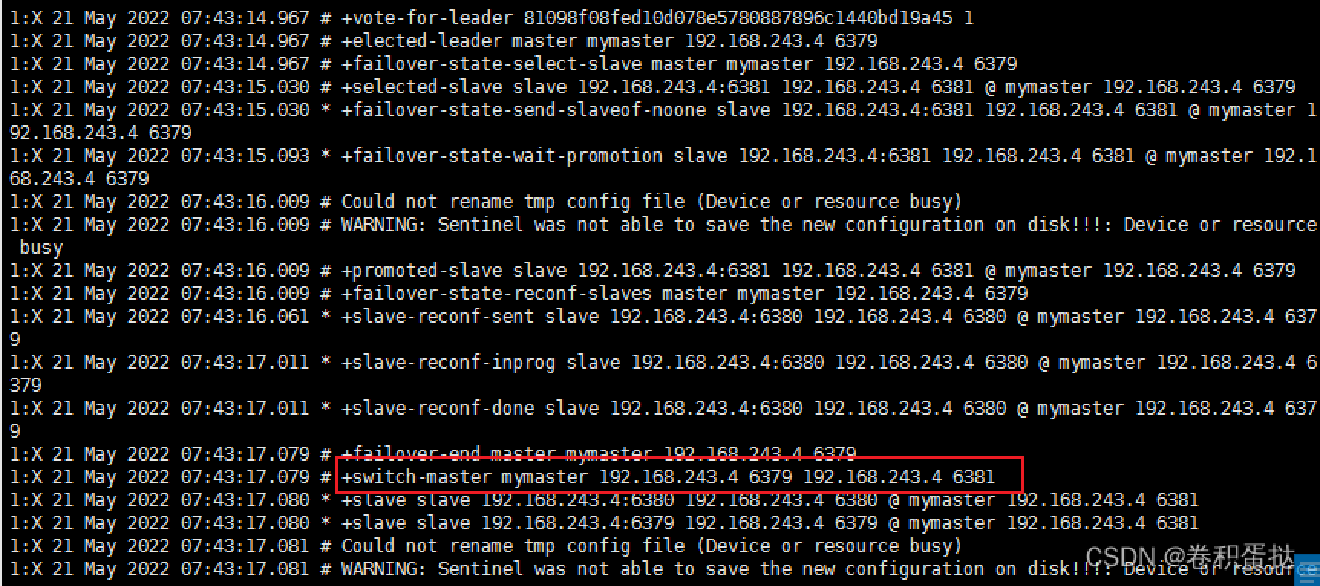 1:X 21 May 2022 07:43:14.967 # +vote-for-leader 81098f08fed10d078e5780887896c1440bd19a45 1
1:X 21 May 2022 07:43:14.967 # +elected-leader master mymaster 192.168.243.4 6379
1:X 21 May 2022 07:43:14.967 # +failover-state-select-slave master mymaster 192.168.243.4 6379
1:X 21 May 2022 07:43:15.030 # +selected-slave slave 192.168.243.4:6381 192.168.243.4 6381 @ mymaster 192.168.243.4 6379
1:X 21 May 2022 07:43:15.030 * +failover-state-send-slaveof-noone slave 192.168.243.4:6381 192.168.243.4 6381 @ mymaster 1
92.168.243.4 6379
1:X 21 May 2022 07:43:15.093 * +failover-state-wait-promotion slave 192.168.243.4:6381 192.168.243.4 6381 @ mymaster 192.1
68.243.4 6379
1:X 21 May 2022 07:43:16.009 # Could not rename tmp config file (Device or resource busy)
1:X 21 May 2022 07:43:16.009 # WARNING: Sentinel was not able to save the new configuration on disk!!!: Device or resource
 busy
1:X 21 May 2022 07:43:16.009 # +promoted-slave slave 192.168.243.4:6381 192.168.243.4 6381 @ mymaster 192.168.243.4 6379
1:X 21 May 2022 07:43:16.009 # +failover-state-reconf-slaves master mymaster 192.168.243.4 6379
1:X 21 May 2022 07:43:16.061 * +slave-reconf-sent slave 192.168.243.4:6380 192.168.243.4 6380 @ mymaster 192.168.243.4 637
9
1:X 21 May 2022 07:43:17.011 * +slave-reconf-inprog slave 192.168.243.4:6380 192.168.243.4 6380 @ mymaster 192.168.243.4 6
379
1:X 21 May 2022 07:43:17.011 * +slave-reconf-done slave 192.168.243.4:6380 192.168.243.4 6380 @ mymaster 192.168.243.4 637
9
1:X 21 May 2022 07:43:17.079 # +failover-end master mymaster 192.168.243.4 6379
1:X 21 May 2022 07:43:17.079 # +switch-master mymaster 192.168.243.4 6379 192.168.243.4 6381
1:X 21 May 2022 07:43:17.080 * +slave slave 192.168.243.4:6380 192.168.243.4 6380 @ mymaster 192.168.243.4 6381
1:X 21 May 2022 07:43:17.080 * +slave slave 192.168.243.4:6379 192.168.243.4 6379 @ mymaster 192.168.243.4 6381
1:X 21 May 2022 07:43:17.081 # Could not rename tmp config file (Device or resource busy)
1:X 21 May 2022 07:43:17.081 # WARNING: Sentinel was not able to save the new configuration on disk!!!: Device or resource
CSDN @卷积蛋挞